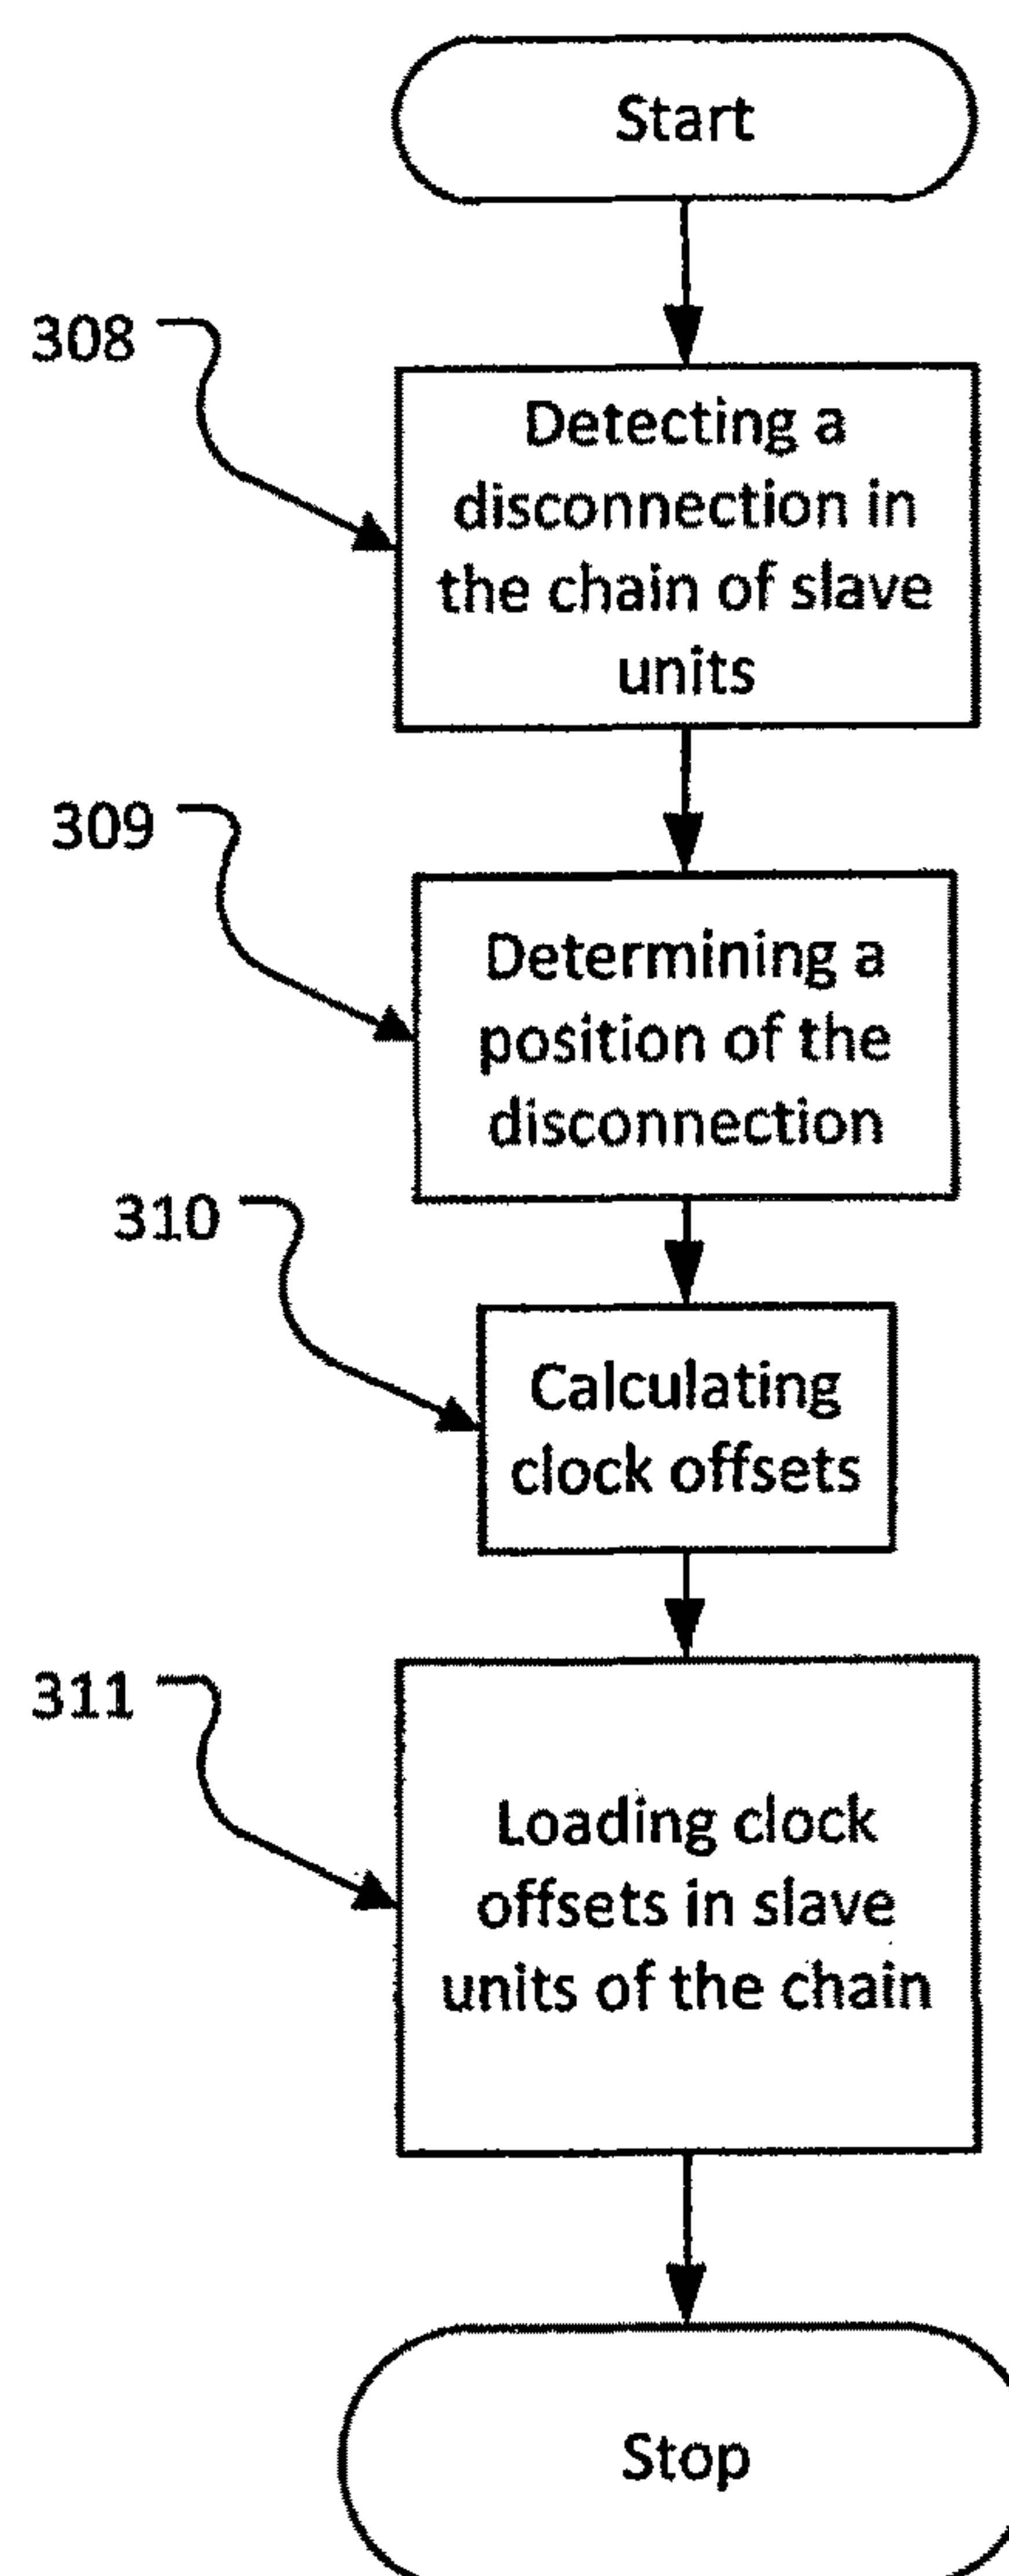 Start
308
Detecting a
disconnection in
the chain of slave
units
309
Determining a
position of the
disconnection
310
Calculating
clock offsets
311
Loading clock
offsets in slave
units of the chain
Stop